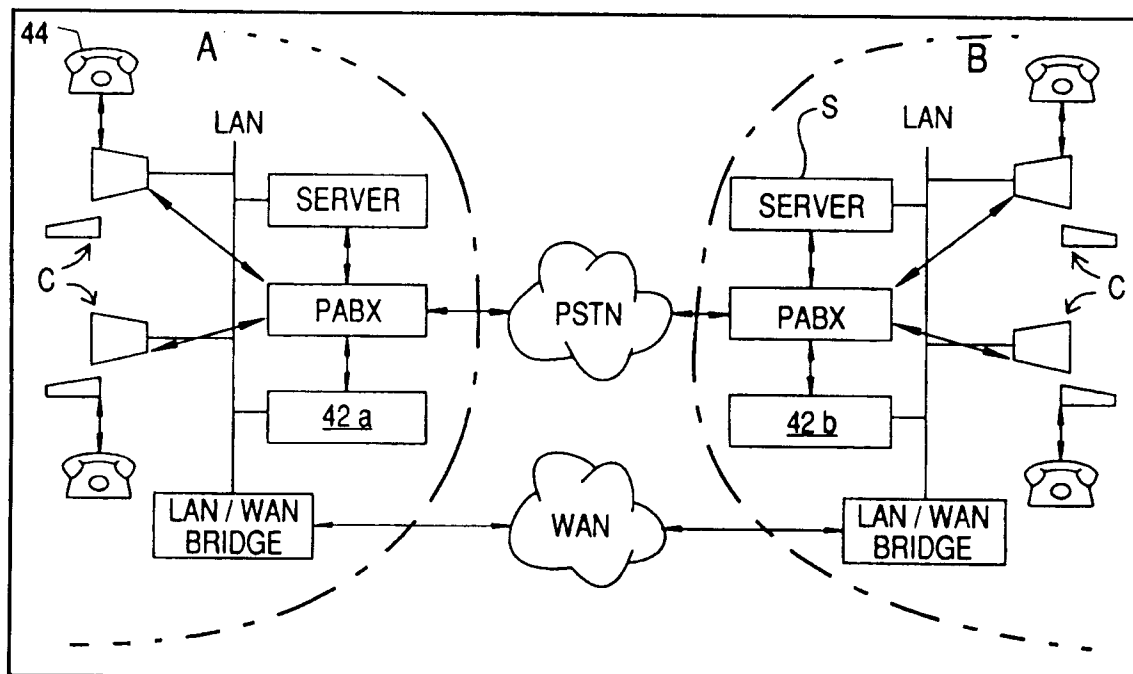 44
A
B
LAN
S
LAN
SERVER
SERVER
C
PABX
PSTN
PABX
C
42 a
42 b
LAN / WAN
BRIDGE
WAN
LAN / WAN
BRIDGE